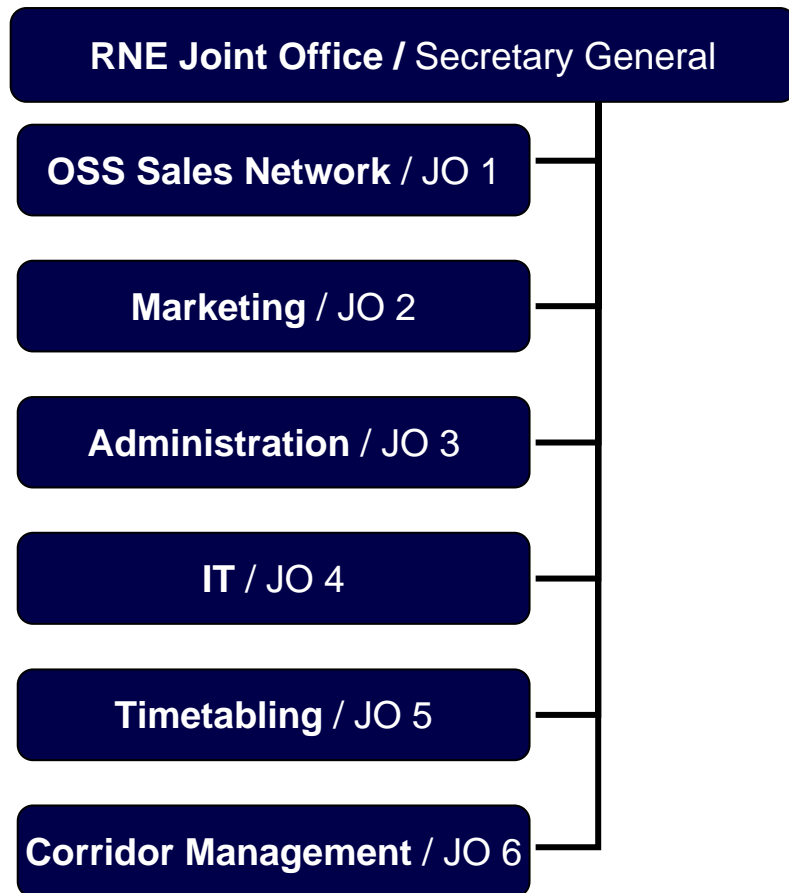 RNE Joint Office / Secretary General
OSS Sales Network / JO 1
Marketing / JO 2
Administration / JO 3
IT / JO 4
Timetabling / JO 5
Corridor Management / JO 6